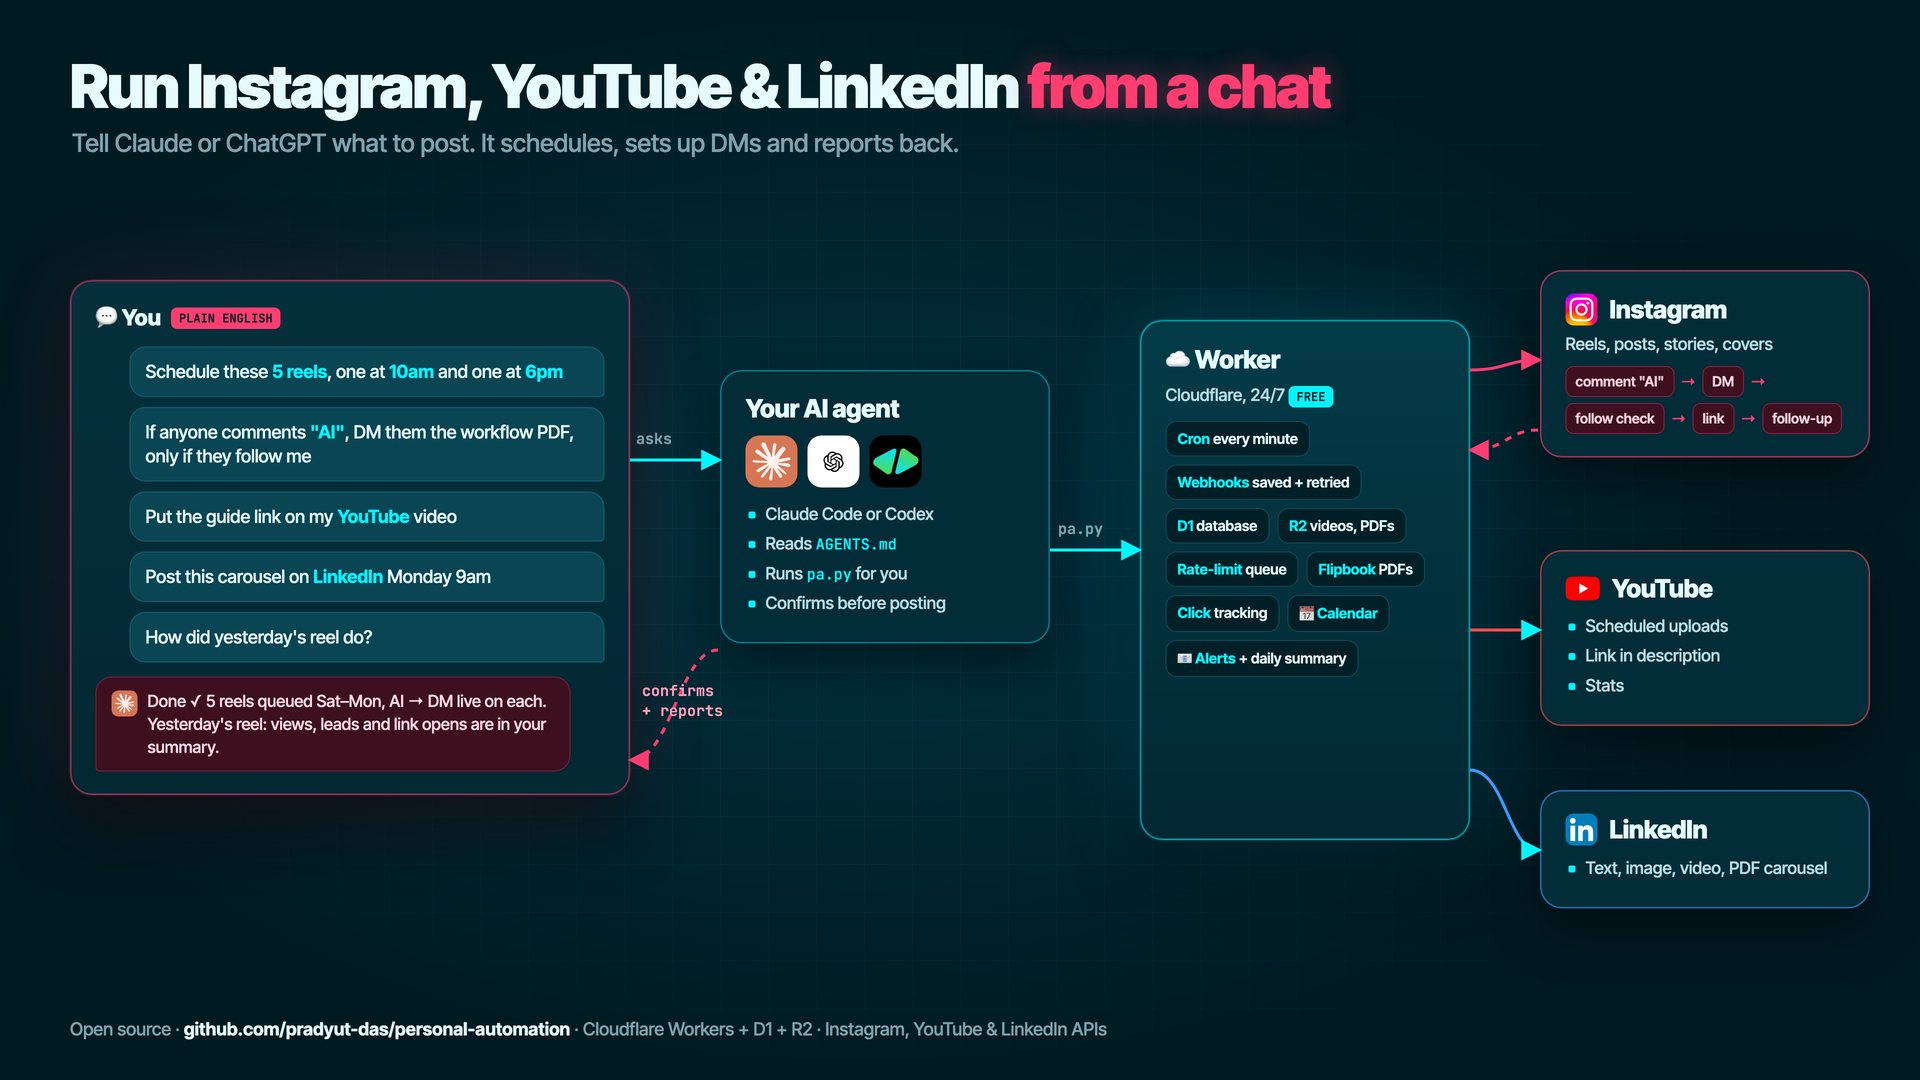 Run Instagram, YouTube & LinkedIn from a chat
Tell Claude or ChatGPT what to post. It schedules, sets up DMs and reports back.
You PLAIN ENGLISH
Schedule these 5 reels, one at 10am and one at 6pm
If anyone comments "AI", DM them the workflow PDF,
only if they follow me
Put the guide link on my YouTube video
Post this carousel on LinkedIn Monday 9am
How did yesterday's reel do?
Done ✓ 5 reels queued Sat–Mon, AI → DM live on each.
Yesterday's reel: views, leads and link opens are in your
summary.
asks
confirms
+ reports
Your AI agent
Claude Code or Codex
Reads AGENTS.md
Runs pa.py for you
Confirms before posting
pa.py
Worker
Cloudflare, 24/7 FREE
Cron every minute
Webhooks saved + retried
D1 database
R2 videos, PDFs
Rate-limit queue
Flipbook PDFs
Click tracking
📅 Calendar
📧 Alerts + daily summary
Instagram
Reels, posts, stories, covers
comment "AI" → DM →
follow check → link → follow-up
YouTube
Scheduled uploads
Link in description
Stats
in LinkedIn
Text, image, video, PDF carousel
Open source · github.com/pradyut-das/personal-automation · Cloudflare Workers + D1 + R2 · Instagram, YouTube & LinkedIn APIs